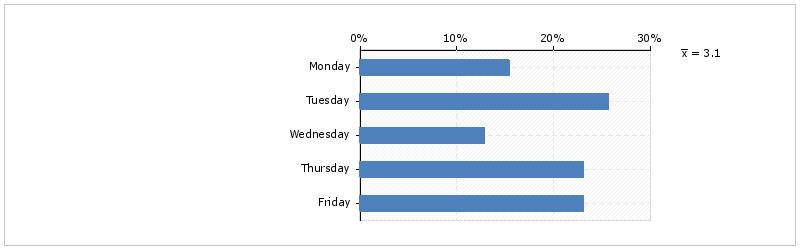 0% 10% 20% 30%
x̅ = 3.1
Monday
Tuesday
Wednesday
Thursday
Friday